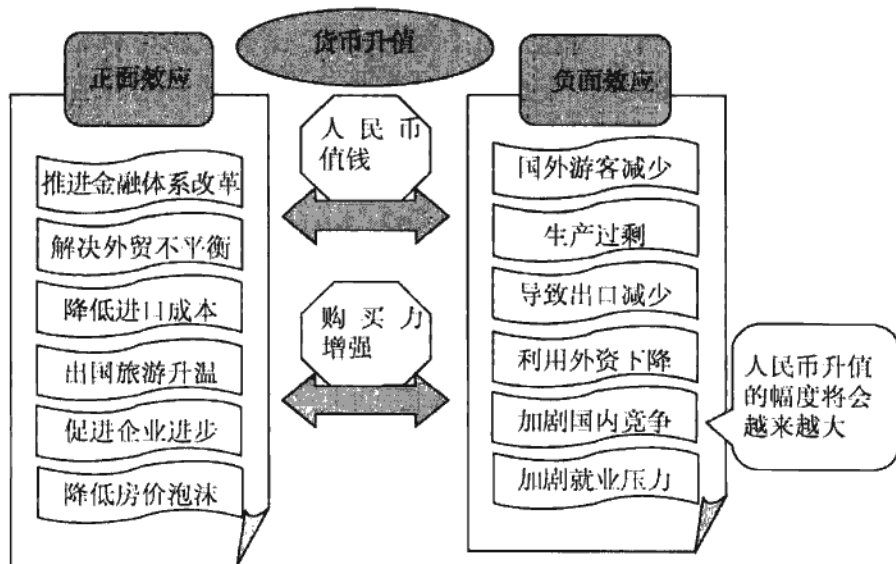 货币升值
正面效应
推进金融体系改革
解决外贸不平衡
降低进口成本
出国旅游升温
促进企业进步
降低房价泡沫
人民币
值钱
购买力
增强
负面效应
国外游客减少
生产过剩
导致出口减少
利用外资下降
加剧国内竞争
加剧就业压力
人民币升值
的幅度将会
越来越大